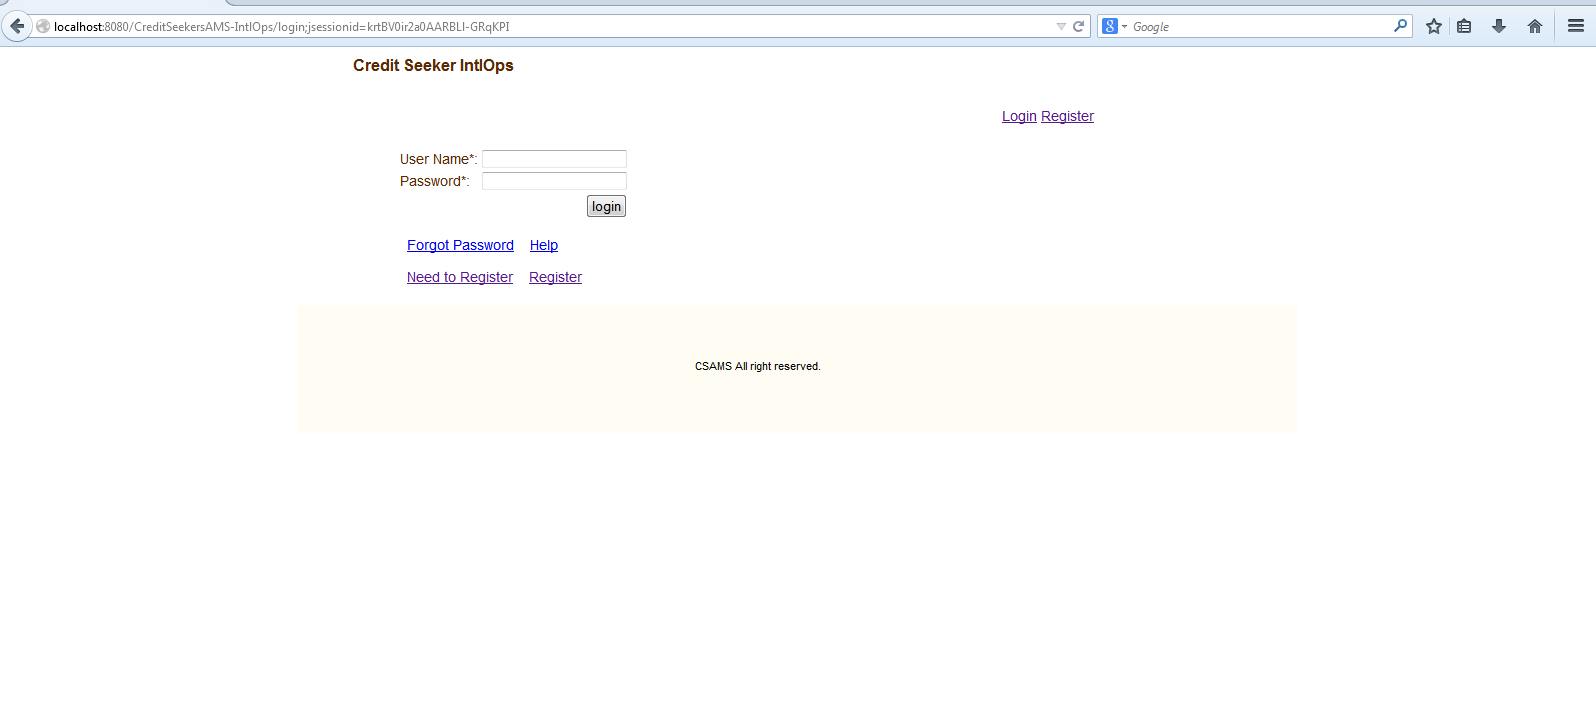 localhost:8080/CreditSeekersAMS-IntlOps/login;jsessionid=krtBV0ir2a0AARBLI-GRqKPI
Google
Credit Seeker IntlOps
Login Register
User Name*:
Password*:
login
Forgot Password Help
Need to Register Register
CSAMS All right reserved.